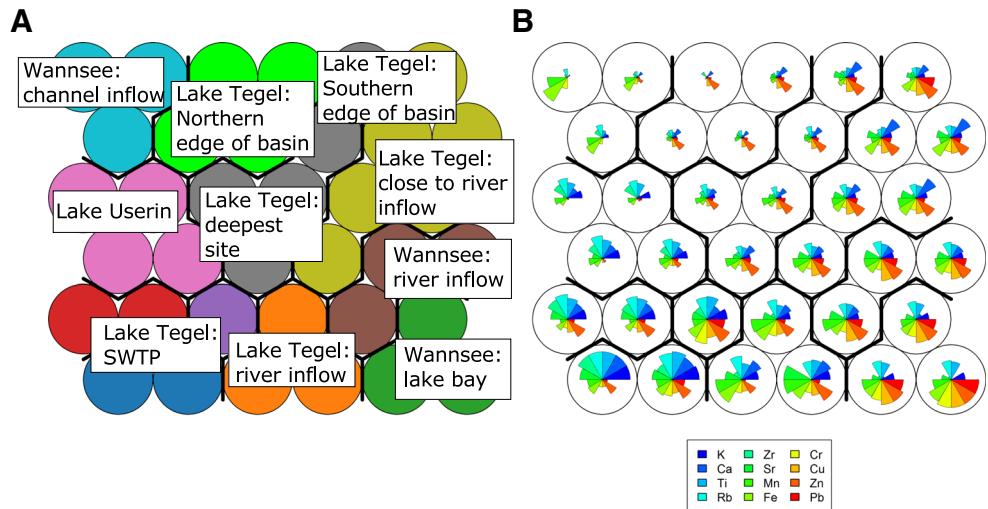 A
B
Wannsee:
channel inflow
Lake Tegel:
Northern
edge of basin
Lake Tegel:
Southern
edge of basin
Lake Tegel:
close to river
inflow
Lake Userin
Lake Tegel:
deepest
site
Wannsee:
river inflow
Lake Tegel:
SWTP
Lake Tegel:
river inflow
Wannsee:
lake bay
K Zr Cr
Ca Sr Cu
Ti Mn Zn
Rb Fe Pb